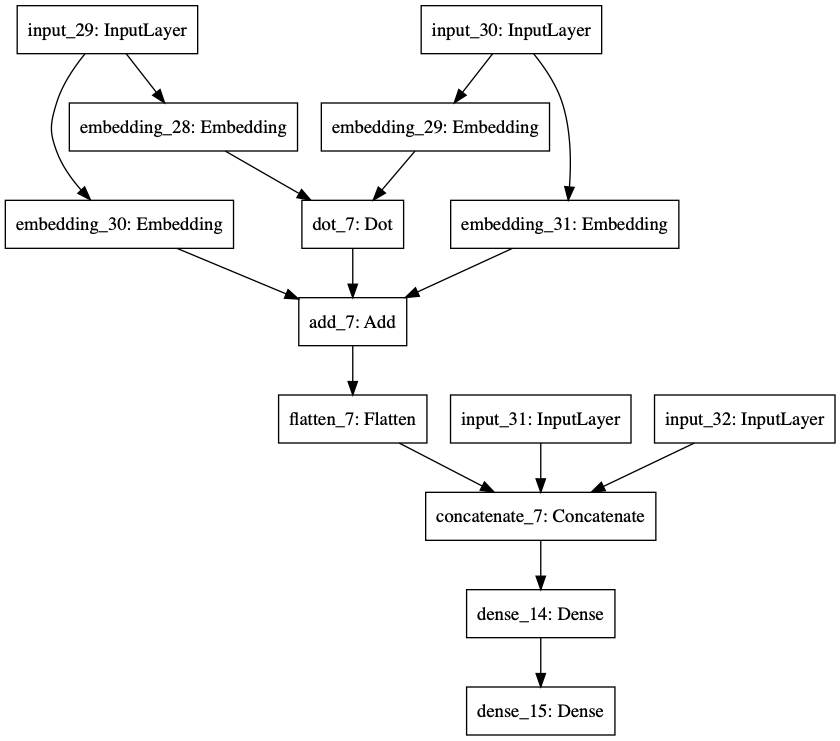 input_29: InputLayer
input_30: InputLayer
embedding_28: Embedding
embedding_29: Embedding
embedding_30: Embedding
dot_7: Dot
embedding_31: Embedding
add_7: Add
flatten_7: Flatten
input_31: InputLayer
input_32: InputLayer
concatenate_7: Concatenate
dense_14: Dense
dense_15: Dense